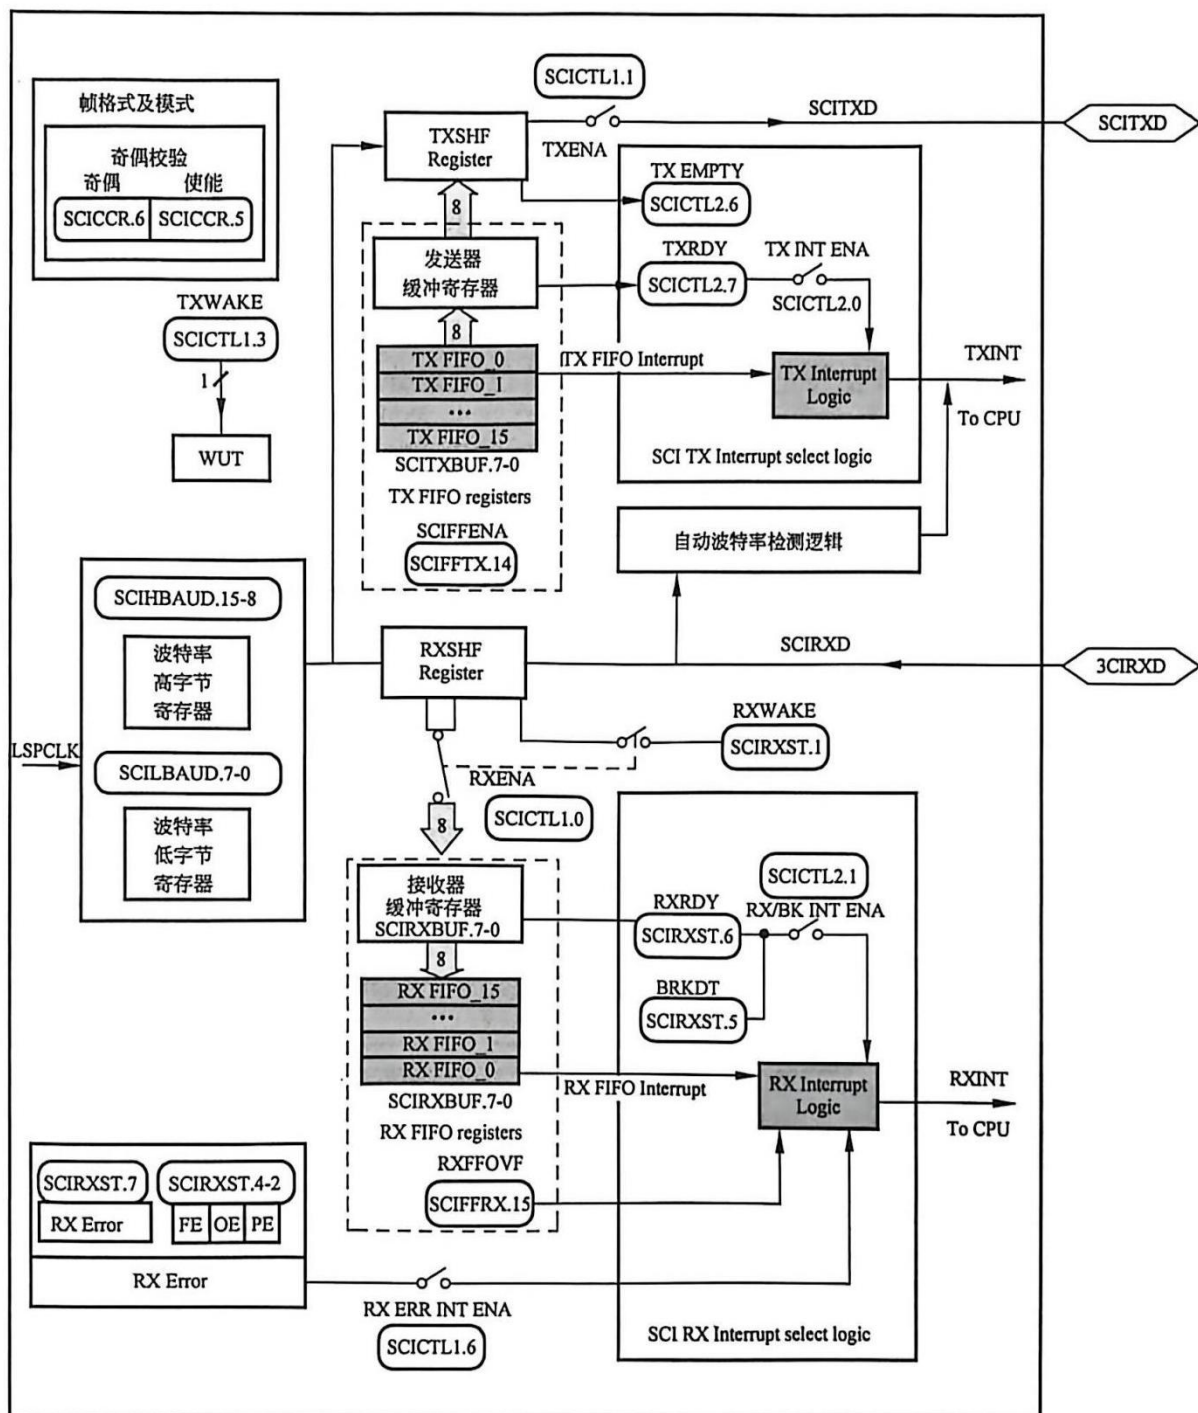 SCICTL1.1
帧格式及模式
奇偶校验
奇偶 使能
SCICCR.6 SCICCR.5
TXSHF
Register
TXENA
SCITXD
SCITXD
TX EMPTY
SCICTL2.6
8
发送器
缓冲寄存器
TXRDY
SCICTL2.7
TX INT ENA
SCICTL2.0
TXWAKE
SCICTL1.3
1
WUT
8
TX FIFO_0
TX FIFO_1
•••
TX FIFO_15
SCITXBUF.7-0
TX FIFO registers
SCIFFENA
SCIFFTX.14
TX FIFO Interrupt
TX Interrupt
Logic
TXINT
To CPU
SCI TX Interrupt select logic
自动波特率检测逻辑
SCIHBAUD.15-8
波特率
高字节
寄存器
LSPCLK
SCILBAUD.7-0
波特率
低字节
寄存器
RXSHF
Register
SCIRXD
3CIRXD
RXWAKE
SCIRXST.1
RXENA
SCICTL1.0
8
接收器
缓冲寄存器
SCIRXBUF.7-0
8
RX FIFO_15
•••
RX FIFO_1
RX FIFO_0
SCIRXBUF.7-0
RX FIFO registers
RXFFOVF
SCIFFRX.15
SCICTL2.1
RXRDY
RX/BK INT ENA
SCIRXST.6
BRKDT
SCIRXST.5
RX FIFO Interrupt
RX Interrupt
Logic
RXINT
To CPU
SCIRXST.7 SCIRXST.4-2
RX Error FE OE PE
RX Error
RX ERR INT ENA
SCICTL1.6
SCI RX Interrupt select logic